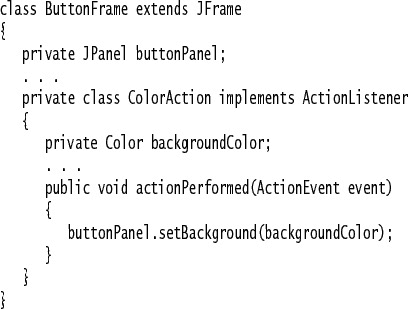 class ButtonFrame extends JFrame
{
   private JPanel buttonPanel;
   . . .
   private class ColorAction implements ActionListener
   {
      private Color backgroundColor;
      . . .
      public void actionPerformed(ActionEvent event)
      {
         buttonPanel.setBackground(backgroundColor);
      }
   }
}